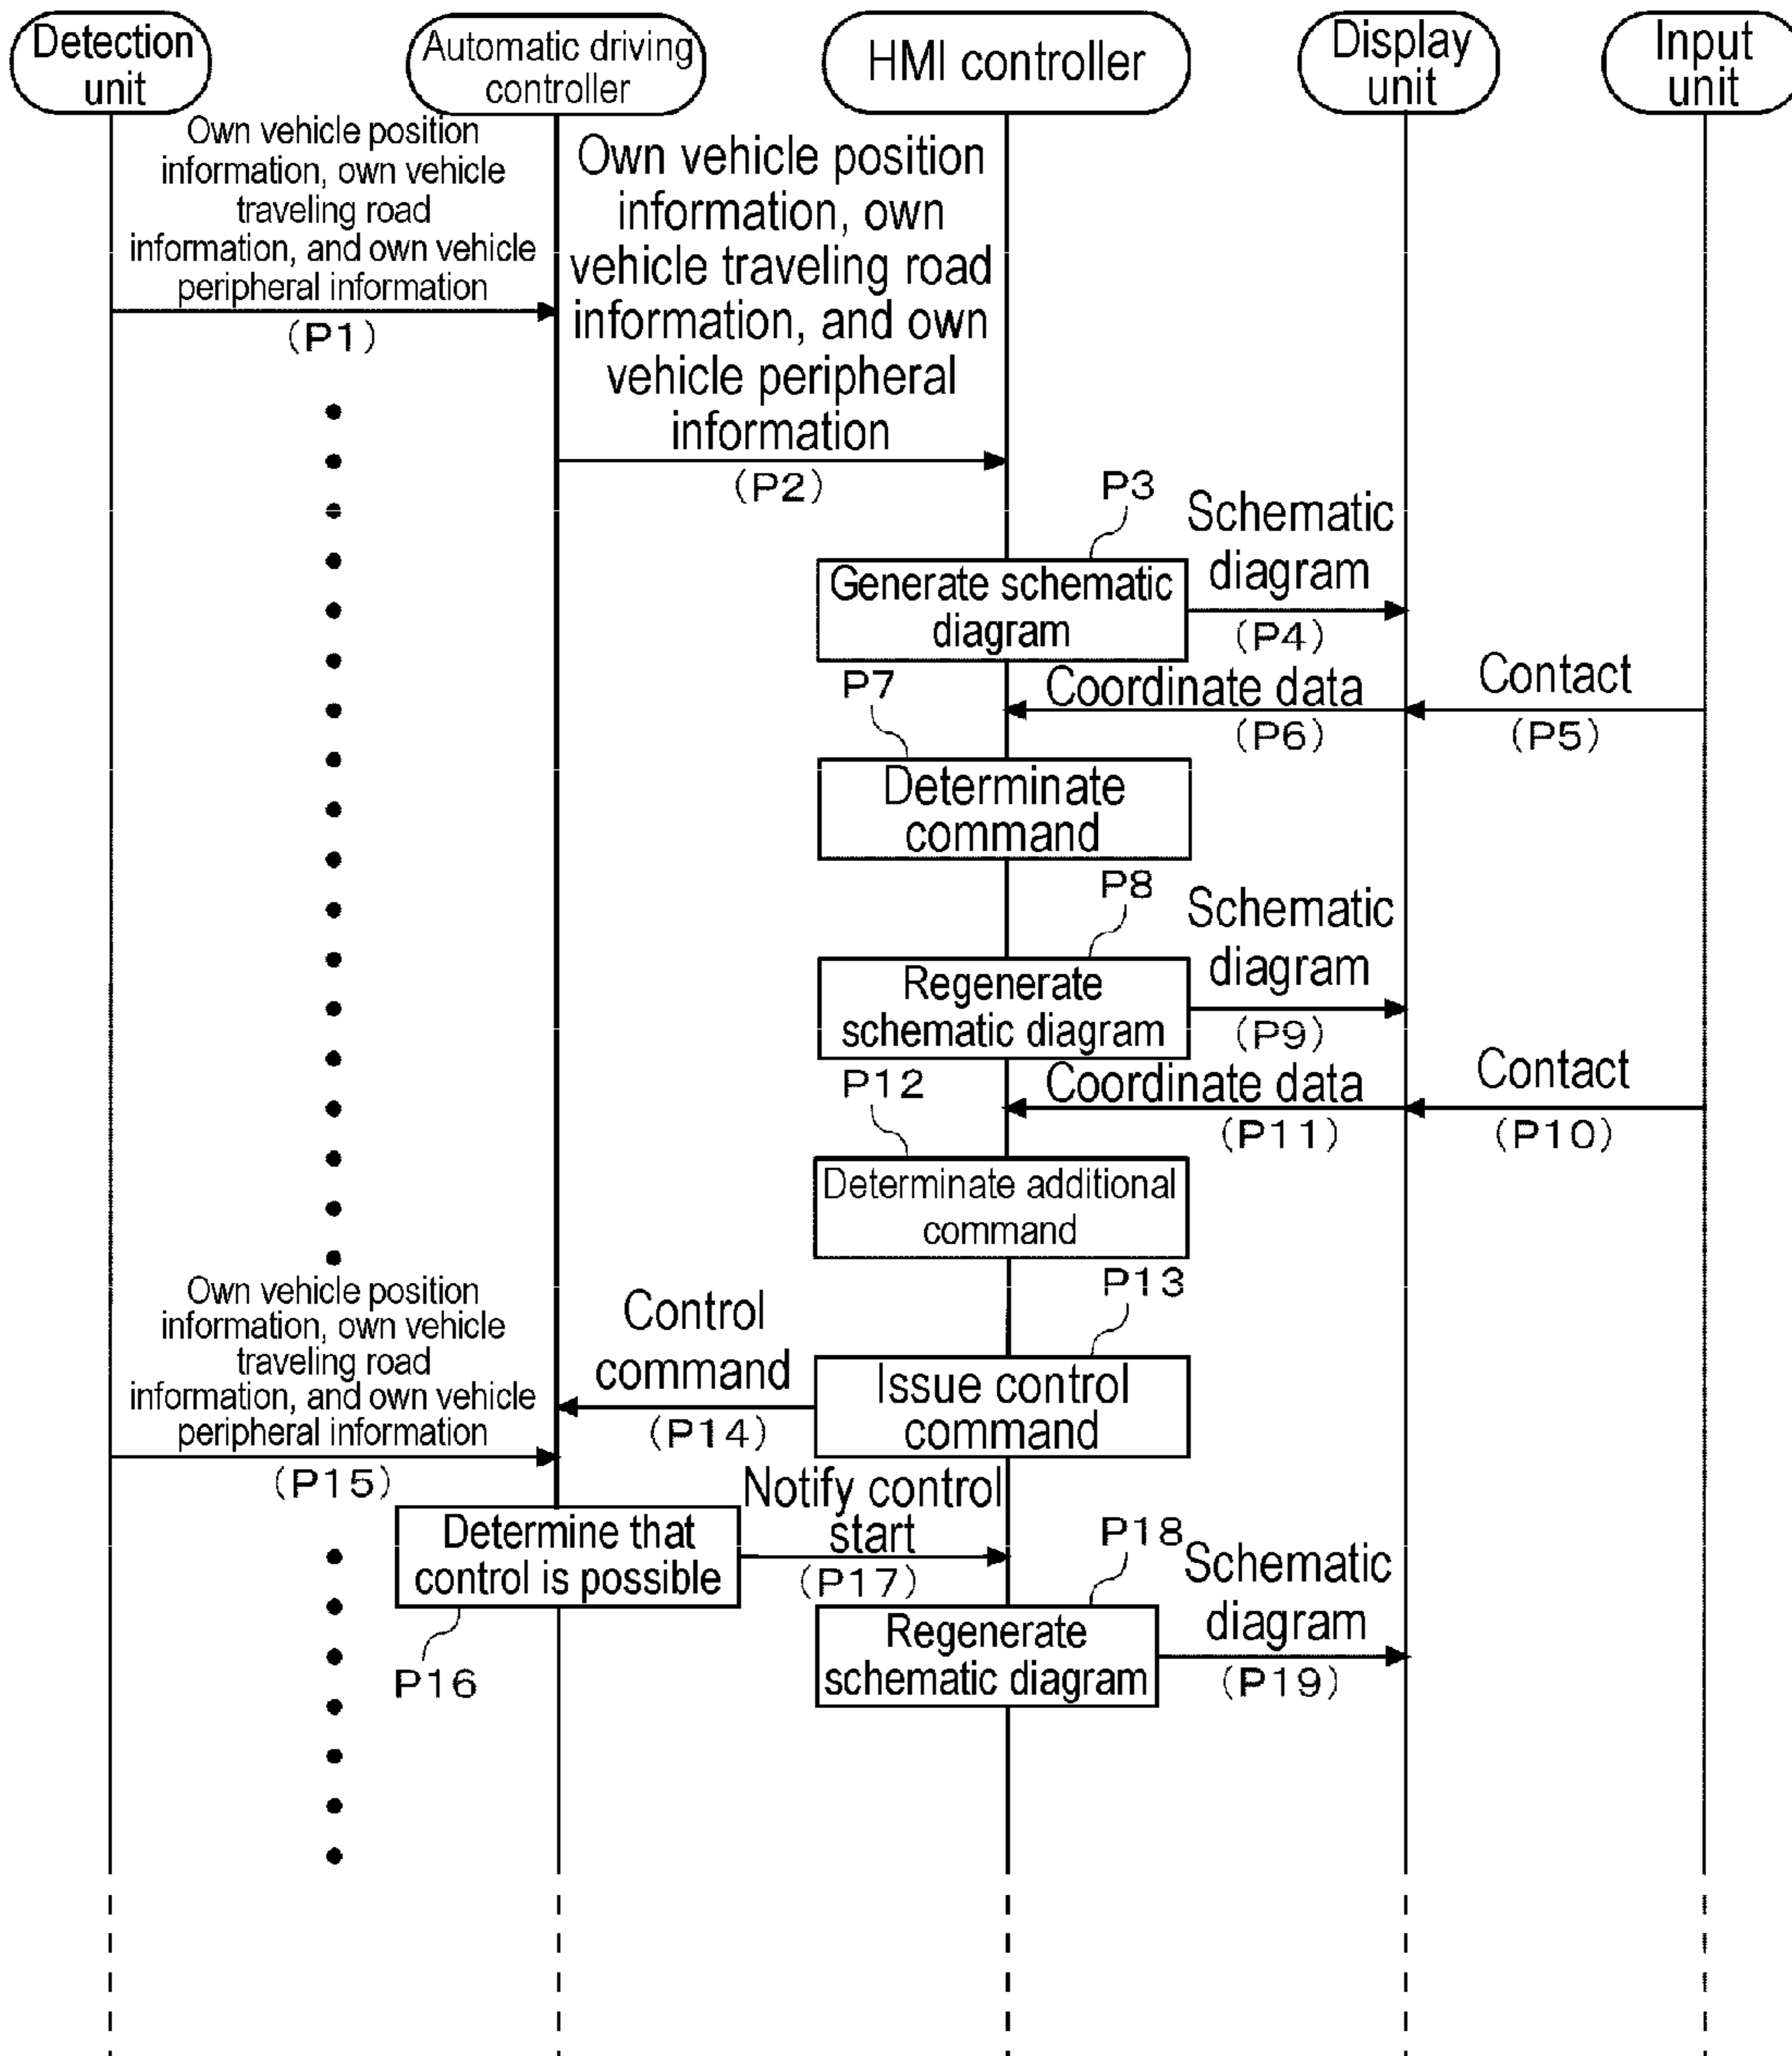 Detection
unit
Automatic driving
controller
HMI controller
Display
unit
Input
unit
Own vehicle position
information, own vehicle
traveling road
information, and own vehicle
peripheral information
(P1)
Own vehicle position
information, own
vehicle traveling road
information, and own
vehicle peripheral
information
(P2)
P3
Generate schematic
diagram
Schematic
diagram
(P4)
Contact
(P5)
Coordinate data
(P6)
P7
Determinate
command
P8
Regenerate
schematic diagram
Schematic
diagram
(P9)
Contact
(P10)
Coordinate data
(P11)
P12
Determinate additional
command
P13
Issue control
command
Control
command
(P14)
Own vehicle position
information, own vehicle
traveling road
information, and own vehicle
peripheral information
(P15)
Determine that
control is possible
P16
Notify control
start
(P17)
P18
Regenerate
schematic diagram
Schematic
diagram
(P19)